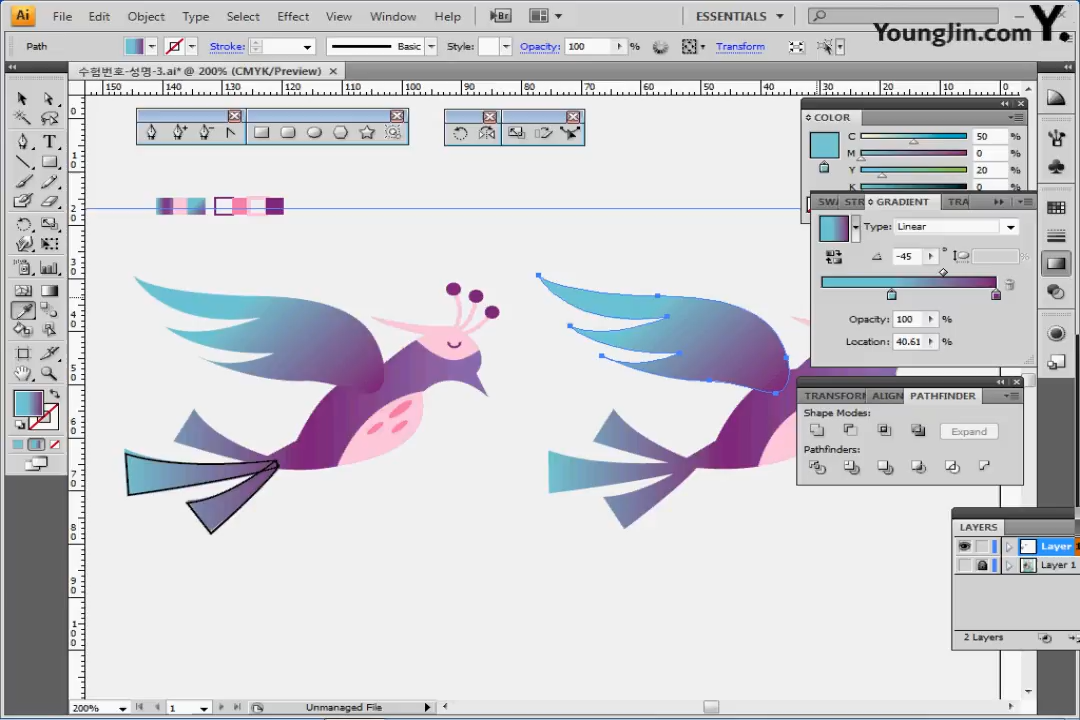 Ai File Edit Object Type Select Effect View Window Help Br ESSENTIALS
YoungJin.com Y.
Path Stroke: Basic Style: Opacity: 100 % Transform
수험번호-성명-3.ai* @ 200% (CMYK/Preview) ×
150 140 130 120 110 100 90 80 70 60 50 40 30 20 10 0
COLOR
C 50 %
M 0 %
Y 20 %
K 0 %
GRADIENT TRA
Type: Linear
-45 °
Opacity: 100 %
Location: 40.61 %
TRANSFORM ALIGN PATHFINDER
Shape Modes:
Expand
Pathfinders:
LAYERS
Layer
Layer 1
2 Layers
200% 1 Unmanaged File